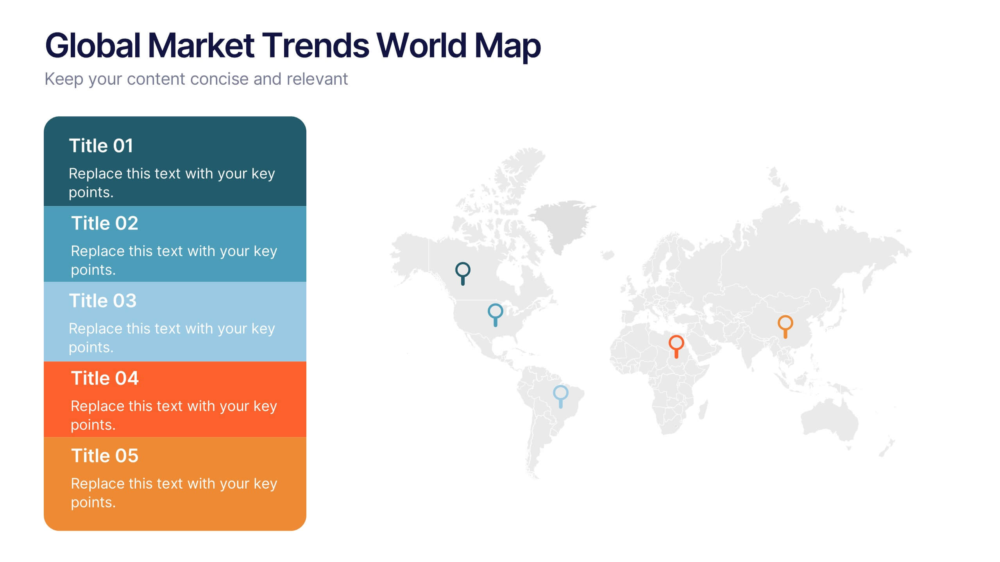 Global Market Trends World Map
Keep your content concise and relevant
Title 01
Replace this text with your key
points.
Title 02
Replace this text with your key
points.
Title 03
Replace this text with your key
points.
Title 04
Replace this text with your key
points.
Title 05
Replace this text with your key
points.